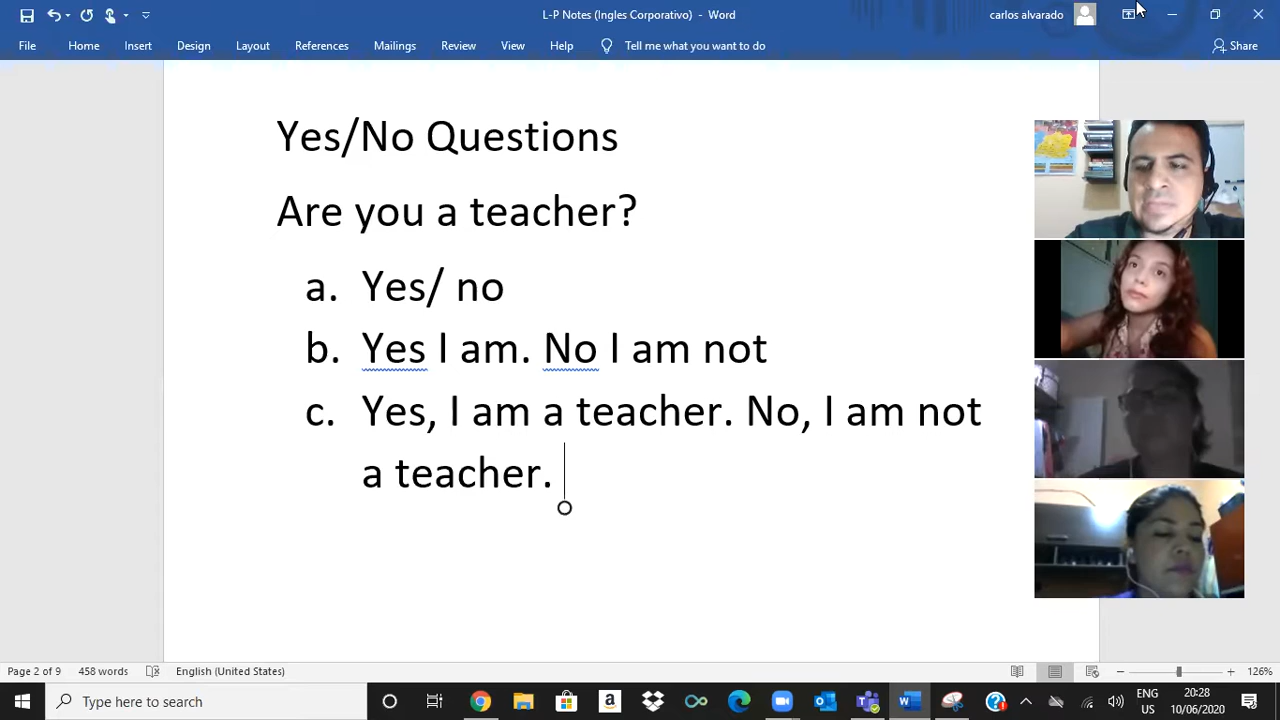 L-P Notes (Ingles Corporativo) - Word
carlos alvarado
File Home Insert Design Layout References Mailings Review View Help Tell me what you want to do Share
Yes/No Questions
Are you a teacher?
a. Yes/ no
b. Yes I am. No I am not
c. Yes, I am a teacher. No, I am not
a teacher.
Page 2 of 9 458 words English (United States) 126%
Type here to search
ENG
US
20:28
10/06/2020